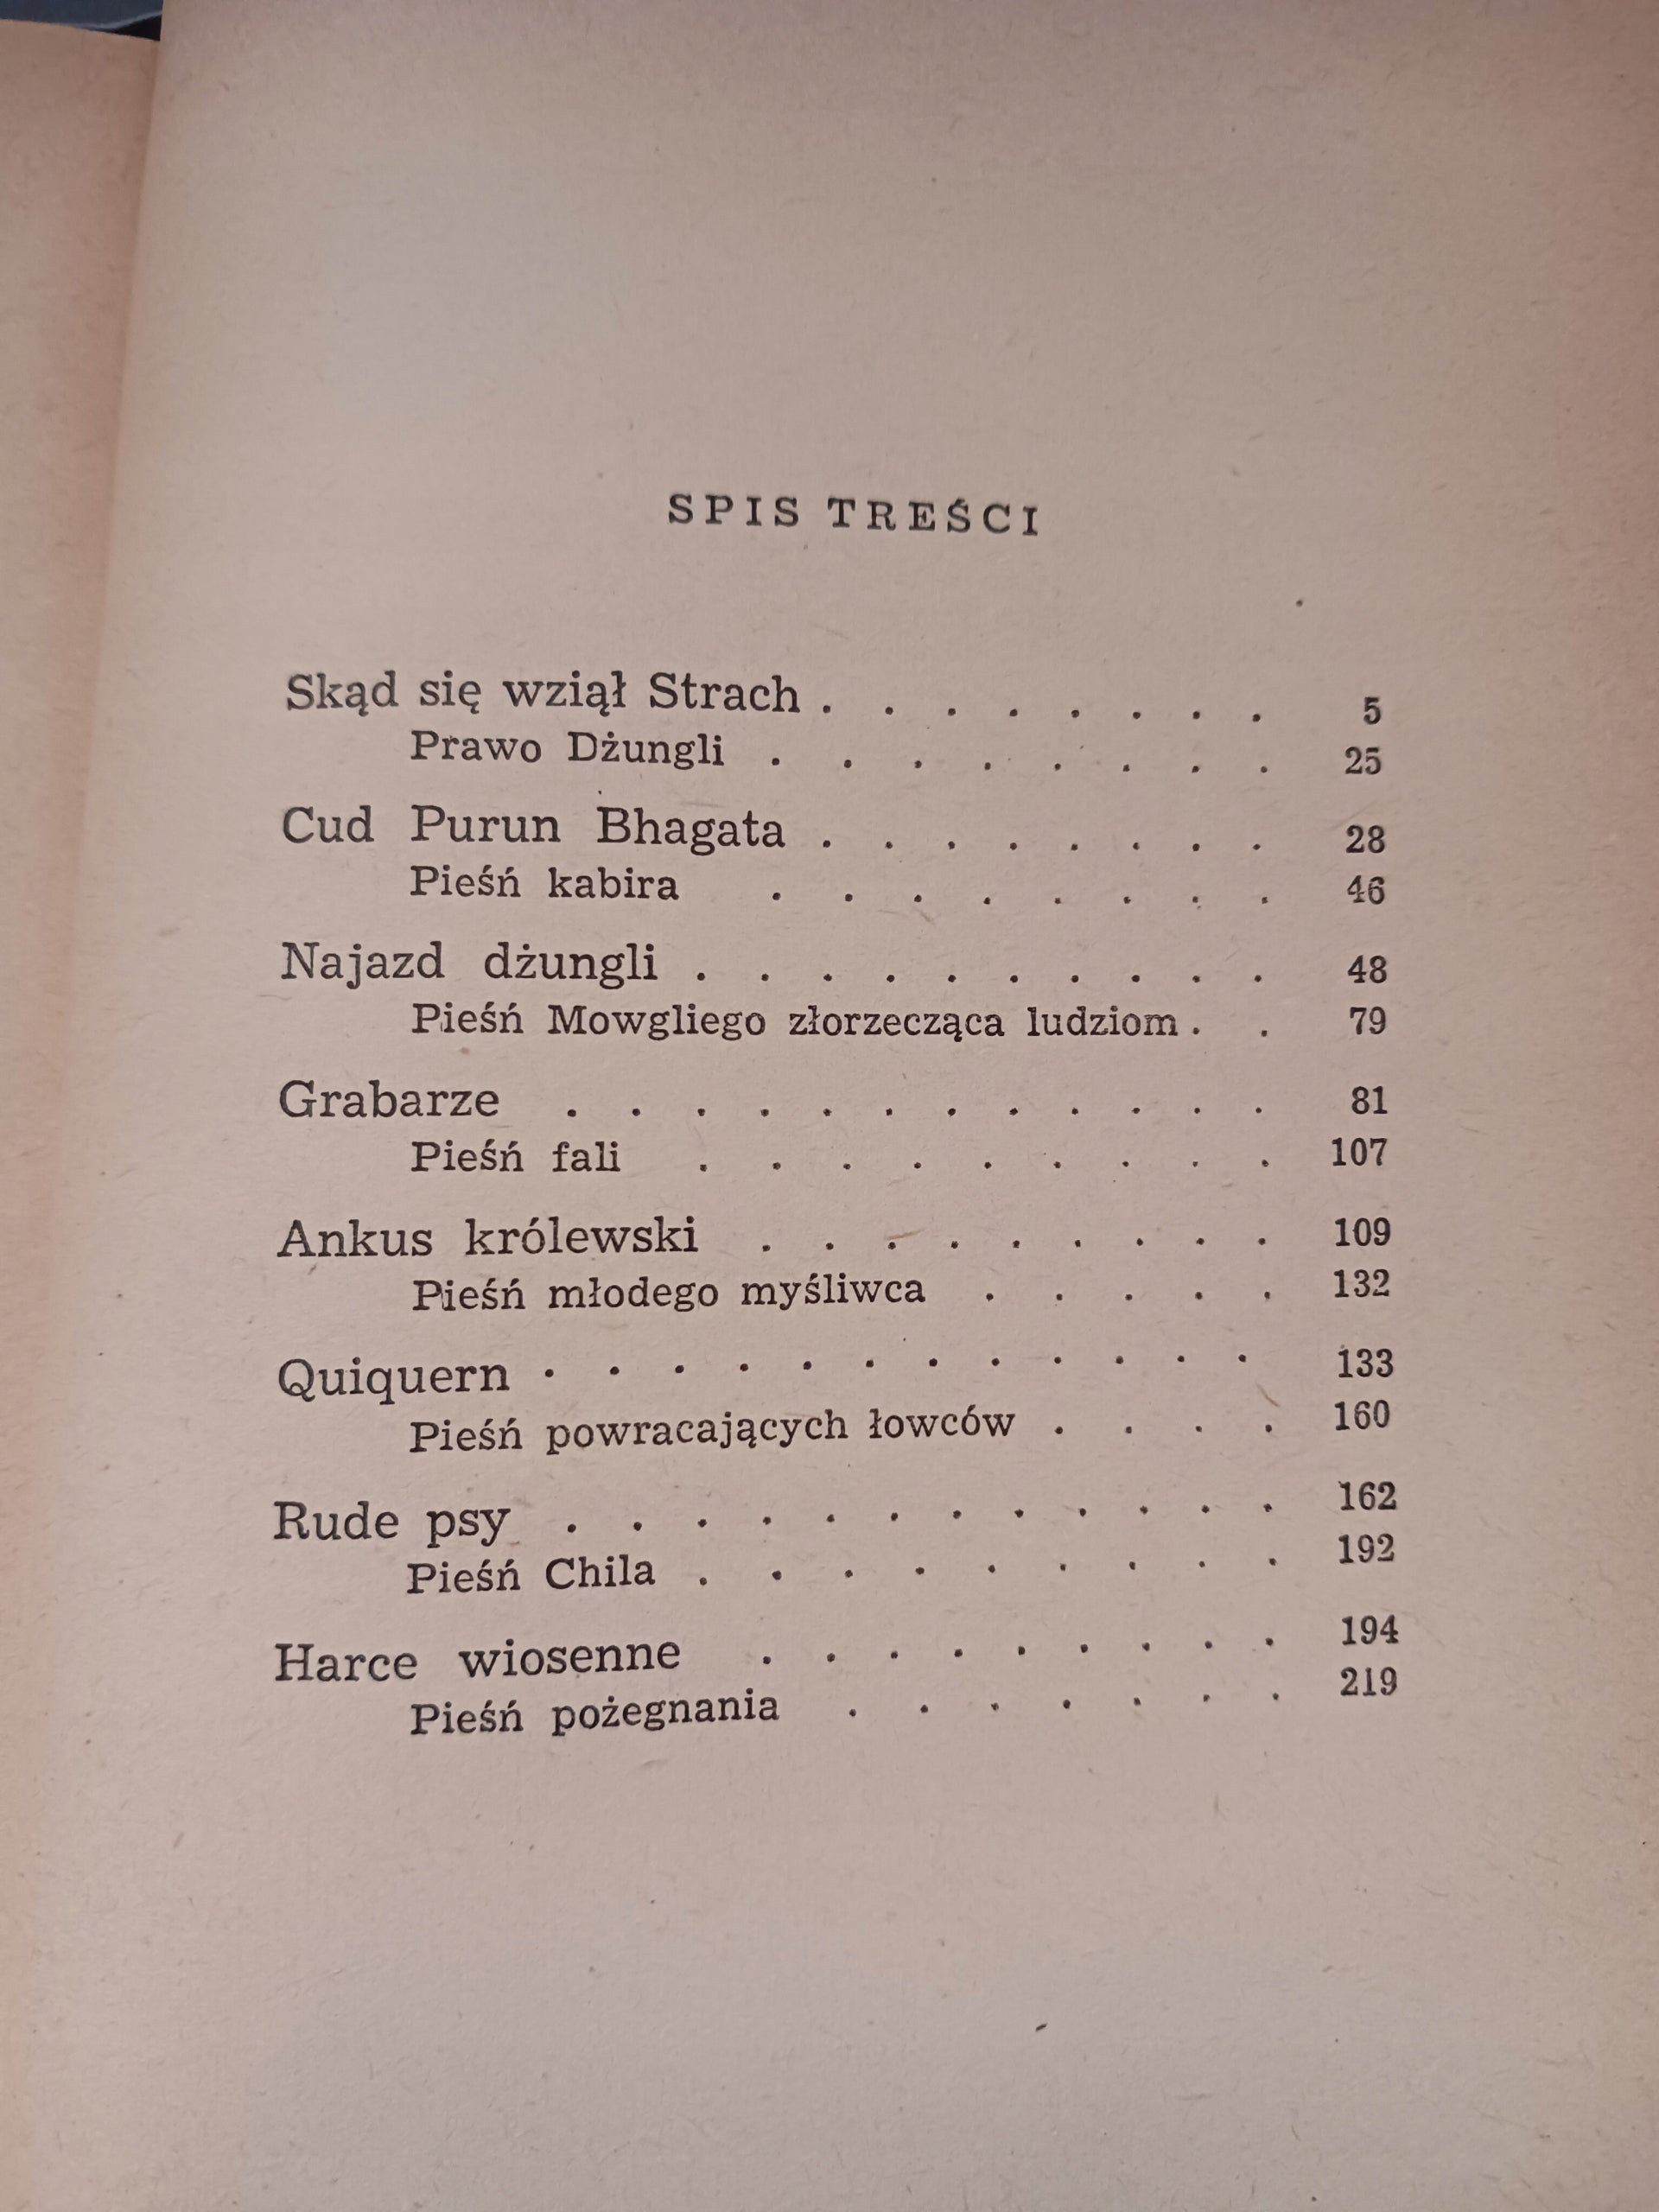 SPIS TREŚCI
Skąd się wziął Strach . . . . . . . . 5
Prawo Dżungli . . . . . . . . 25
Cud Purun Bhagata . . . . . . . . 28
Pieśń kabira . . . . . . . . 46
Najazd dżungli . . . . . . . . . . 48
Pieśń Mowgliego złorzecząca ludziom . . 79
Grabarze . . . . . . . . . . . . 81
Pieśń fali . . . . . . . . . 107
Ankus królewski . . . . . . . . . 109
Pieśń młodego myśliwca . . . . . 132
Quiquern . . . . . . . . . . . . 133
Pieśń powracających łowców . . . . 160
Rude psy . . . . . . . . . . . . 162
Pieśń Chila . . . . . . . . . 192
Harce wiosenne . . . . . . . . . 194
Pieśń pożegnania . . . . . . . 219